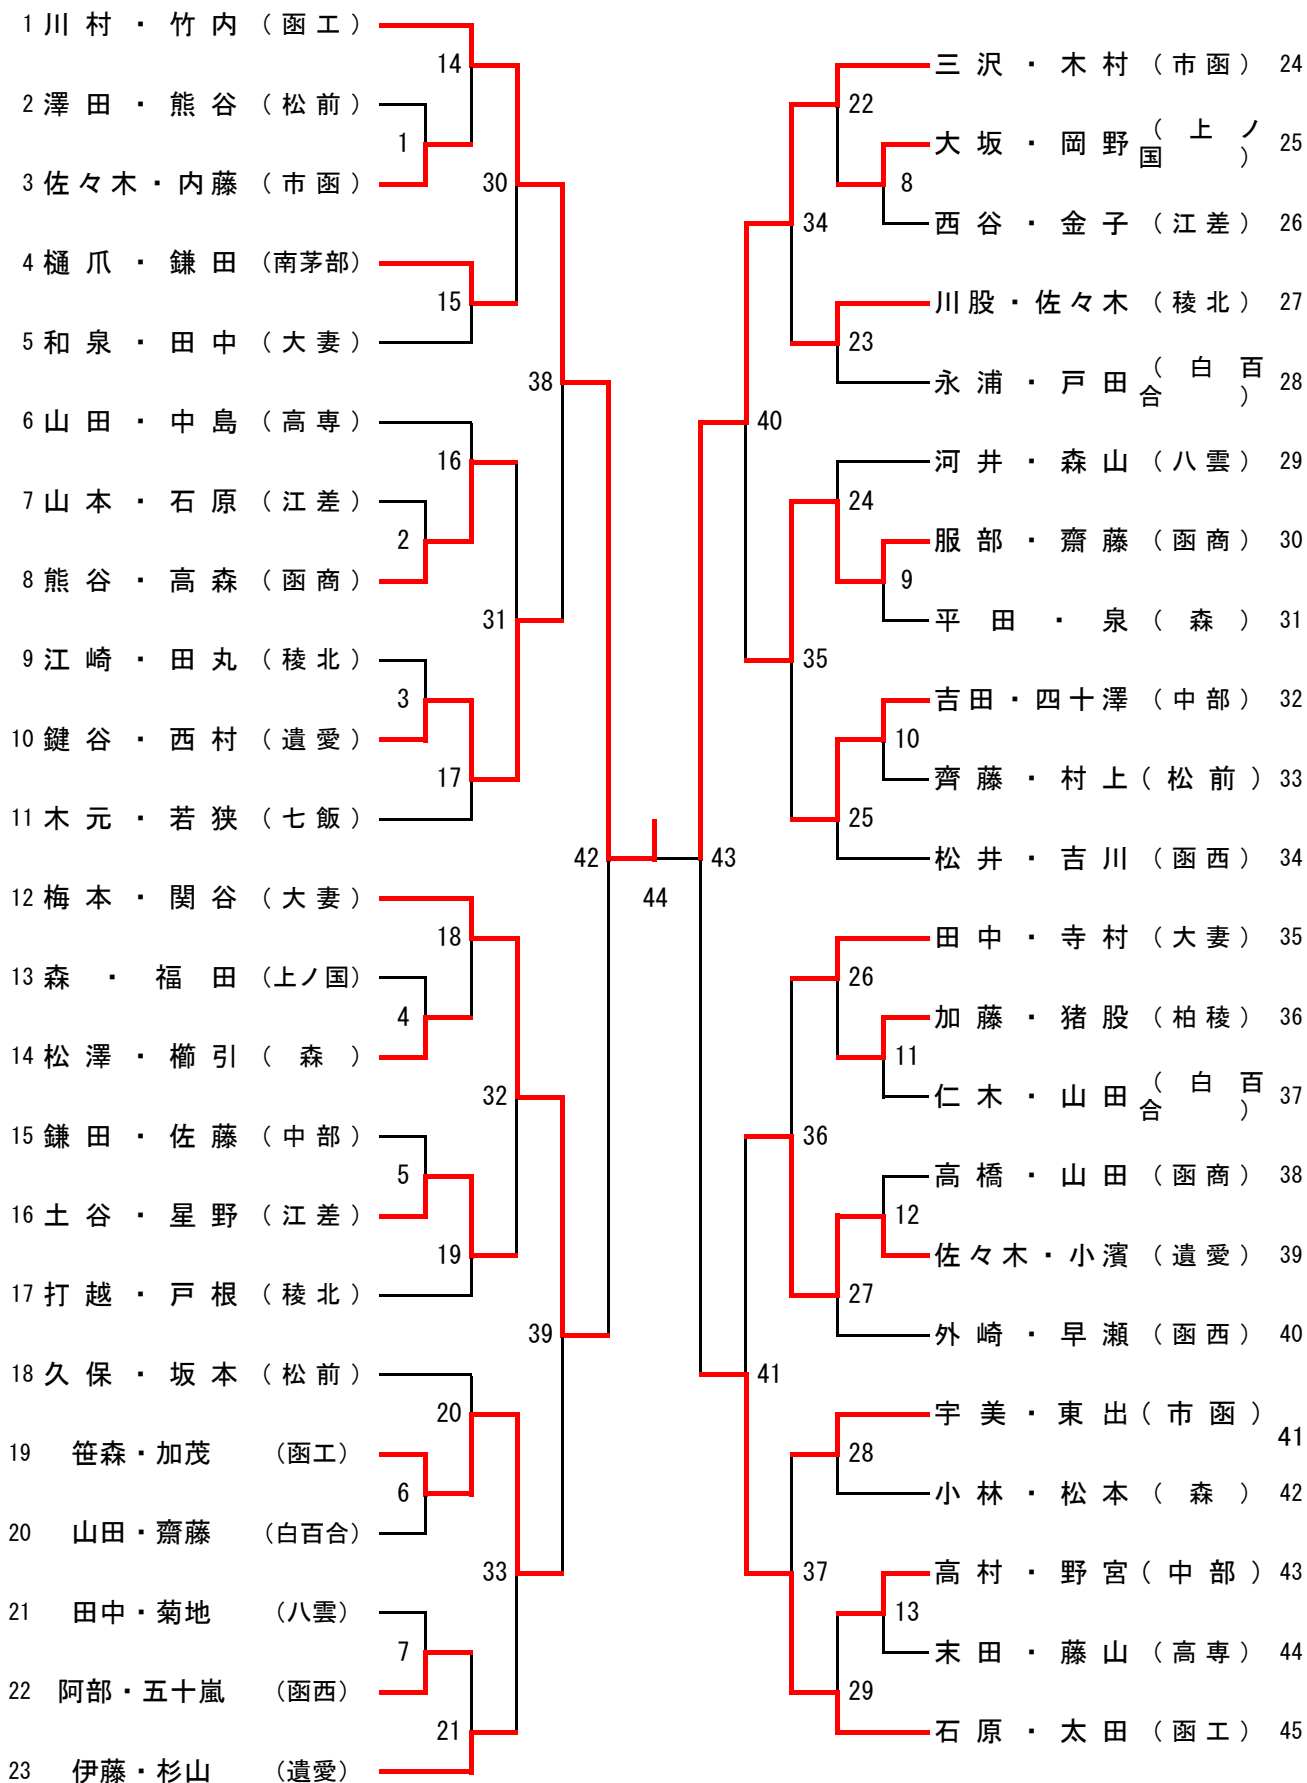 1 川村・竹内 (函工)
2 澤田・熊谷 (松前)
3 佐々木・内藤 (市函)
4 樋爪・鎌田 (南茅部)
5 和泉・田中 (大妻)
6 山田・中島 (高専)
7 山本・石原 (江差)
8 熊谷・高森 (函商)
9 江崎・田丸 (稜北)
10 鍵谷・西村 (遺愛)
11 木元・若狭 (七飯)
12 梅本・関谷 (大妻)
13 森・福田 (上ノ国)
14 松澤・櫛引 (森)
15 鎌田・佐藤 (中部)
16 土谷・星野 (江差)
17 打越・戸根 (稜北)
18 久保・坂本 (松前)
19 笹森・加茂 (函工)
20 山田・齋藤 (白百合)
21 田中・菊地 (八雲)
22 阿部・五十嵐 (函西)
23 伊藤・杉山 (遺愛)
14
1
30
15
38
16
2
31
3
17
42
18
4
32
5
19
39
20
6
33
7
21
44
43
22
8
34
23
40
24
9
35
10
25
26
11
36
12
27
41
28
37
13
29
三沢・木村 (市函) 24
大坂・岡野 (上ノ国) 25
西谷・金子 (江差) 26
川股・佐々木 (稜北) 27
永浦・戸田 (白百合) 28
河井・森山 (八雲) 29
服部・齋藤 (函商) 30
平田・泉 (森) 31
吉田・四十澤 (中部) 32
齊藤・村上 (松前) 33
松井・吉川 (函西) 34
田中・寺村 (大妻) 35
加藤・猪股 (柏稜) 36
仁木・山田 (白百合) 37
高橋・山田 (函商) 38
佐々木・小濱 (遺愛) 39
外崎・早瀬 (函西) 40
宇美・東出 (市函) 41
小林・松本 (森) 42
高村・野宮 (中部) 43
末田・藤山 (高専) 44
石原・太田 (函工) 45